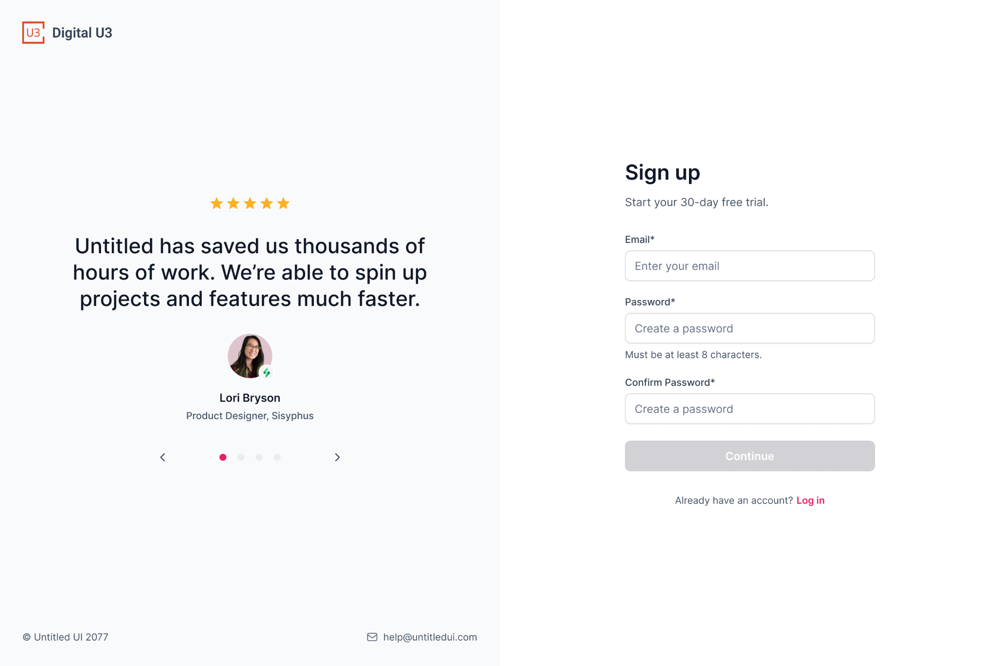 U3 Digital U3
Untitled has saved us thousands of
hours of work. We’re able to spin up
projects and features much faster.
Lori Bryson
Product Designer, Sisyphus
© Untitled UI 2077
help@untitledui.com
Sign up
Start your 30-day free trial.
Email*
Enter your email
Password*
Create a password
Must be at least 8 characters.
Confirm Password*
Create a password
Continue
Already have an account? Log in